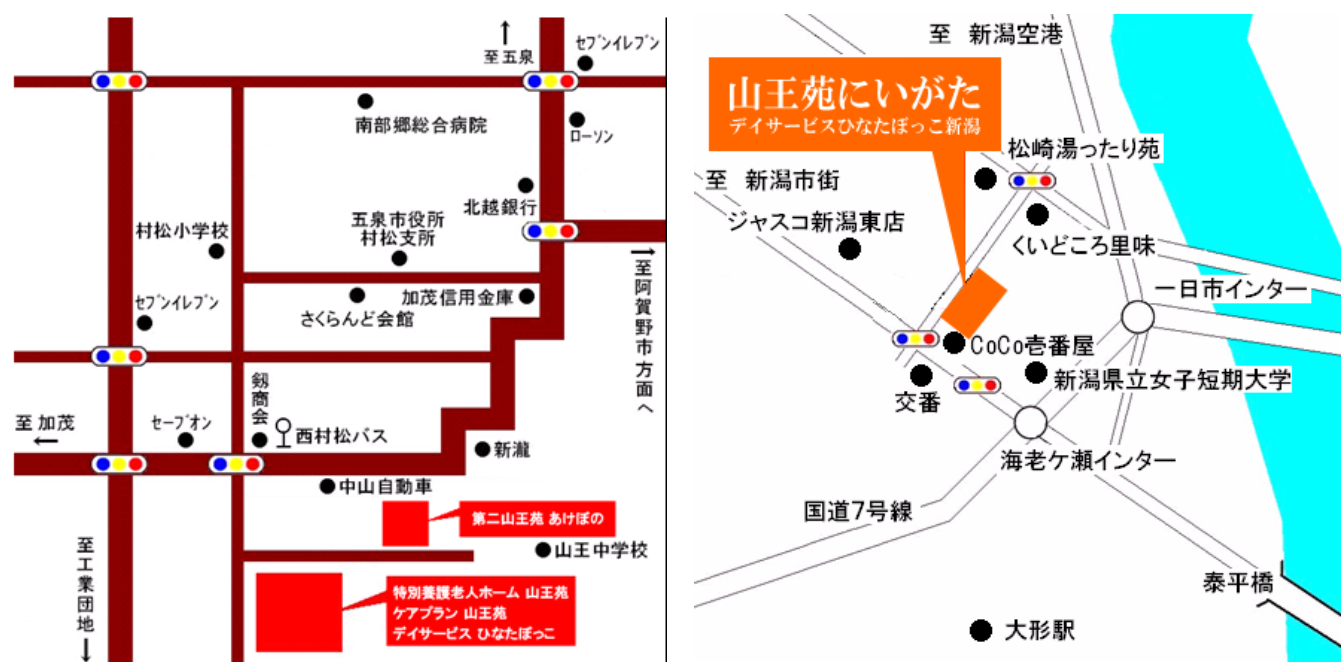 至五泉
セブンイレブン
南部郷総合病院
ローソン
北越銀行
五泉市役所
村松支所
村松小学校
至阿賀野市方面へ
セブンイレブン
さくらんど会館
加茂信用金庫
至加茂
セーブオン
剱商会
西村松バス
新瀧
中山自動車
第二山王苑 あけぼの
山王中学校
至工業団地
特別養護老人ホーム 山王苑
ケアプラン 山王苑
デイサービス ひなたぼっこ
至 新潟空港
山王苑にいがた
デイサービスひなたぼっこ新潟
松崎湯ったり苑
至 新潟市街
ジャスコ新潟東店
くいどころ里味
一日市インター
CoCo壱番屋
新潟県立女子短期大学
交番
海老ケ瀬インター
国道7号線
泰平橋
大形駅